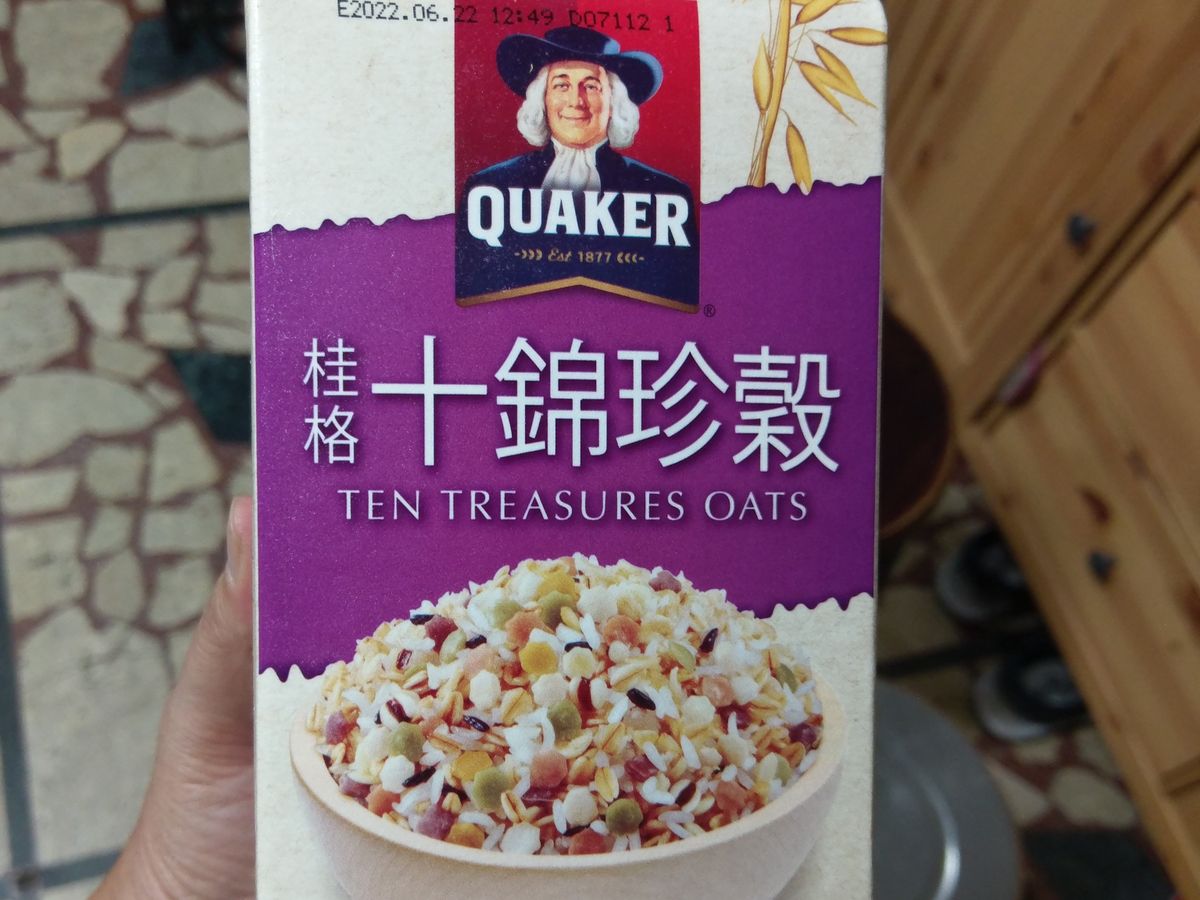 E2022.06.22 12:49 D07112 1
QUAKER
Est 1877
®
桂格
十錦珍穀
TEN TREASURES OATS